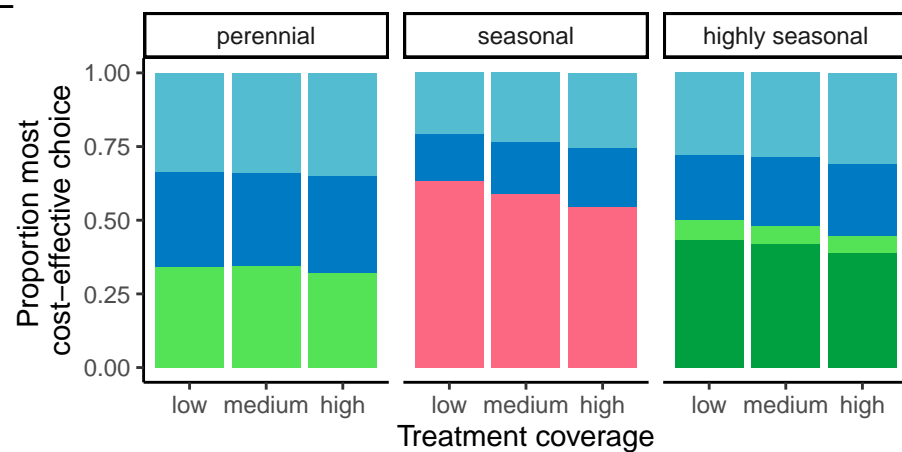 perennial
seasonal
highly seasonal
Proportion most
cost−effective choice
1.00
0.75
0.50
0.25
0.00
low medium high
low medium high
low medium high
Treatment coverage